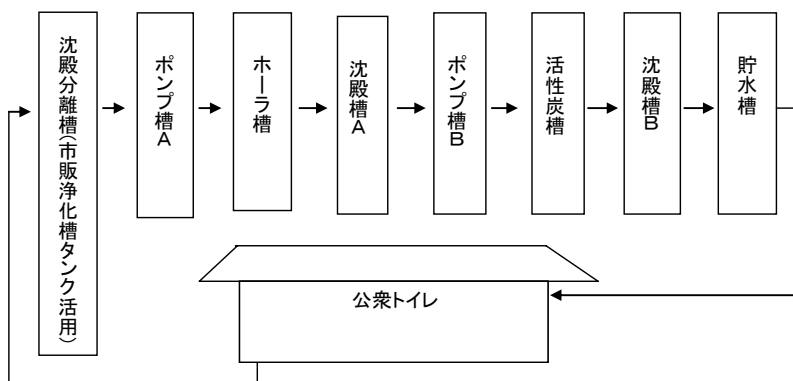 沈殿分離槽(市販浄化槽タンク活用)
ポンプ槽A
ホーラ槽
沈殿槽A
ポンプ槽B
活性炭槽
沈殿槽B
貯水槽
公衆トイレ